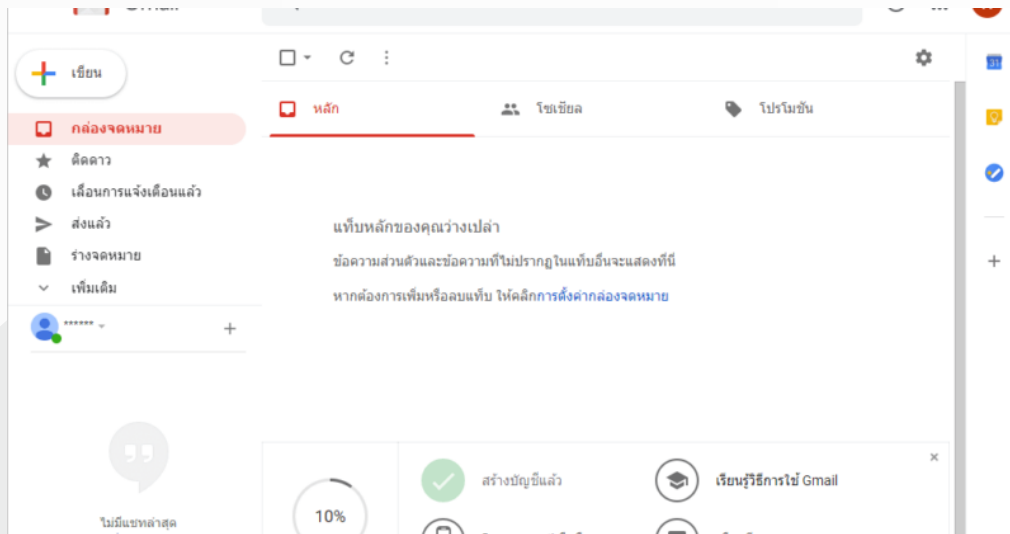 เขียน
หลัก
โซเชียล
โปรโมชัน
กล่องจดหมาย
ติดดาว
เลื่อนการแจ้งเตือนแล้ว
ส่งแล้ว
ร่างจดหมาย
เพิ่มเติม
******
แท็บหลักของคุณว่างเปล่า
ข้อความส่วนตัวและข้อความที่ไม่ปรากฏในแท็บอื่นจะแสดงที่นี่
หากต้องการเพิ่มหรือลบแท็บ ให้คลิกการตั้งค่ากล่องจดหมาย
31
ไม่มีแชทล่าสุด
10%
สร้างบัญชีแล้ว
เรียนรู้วิธีการใช้ Gmail